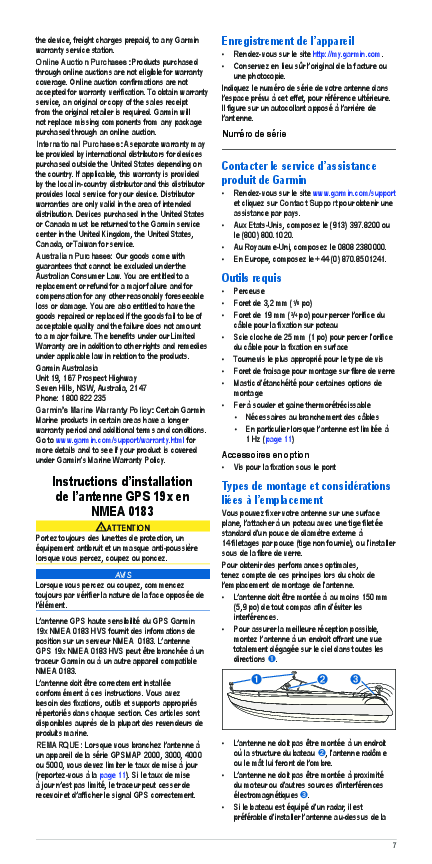 the device, freight charges prepaid, to any Garmin
warranty service station.
Online Auction Purchases: Products purchased
through online auctions are not eligible for warranty
coverage. Online auction confirmations are not
accepted for warranty verification. To obtain warranty
service, an original or copy of the sales receipt
from the original retailer is required. Garmin will
not replace missing components from any package
purchased through an online auction.
International Purchases: A separate warranty may
be provided by international distributors for devices
purchased outside the United States depending on
the country. If applicable, this warranty is provided
by the local in-country distributor and this distributor
provides local service for your device. Distributor
warranties are only valid in the area of intended
distribution. Devices purchased in the United States
or Canada must be returned to the Garmin service
center in the United Kingdom, the United States,
Canada, or Taiwan for service.
Australian Purchases: Our goods come with
guarantees that cannot be excluded under the
Australian Consumer Law. You are entitled to a
replacement or refund for a major failure and for
compensation for any other reasonably foreseeable
loss or damage. You are also entitled to have the
goods repaired or replaced if the goods fail to be of
acceptable quality and the failure does not amount
to a major failure. The benefits under our Limited
Warranty are in addition to other rights and remedies
under applicable law in relation to the products.
Garmin Australasia
Unit 19, 167 Prospect Highway
Seven Hills, NSW, Australia, 2147
Phone: 1800 822 235
Garmin's Marine Warranty Policy: Certain Garmin
Marine products in certain areas have a longer
warranty period and additional terms and conditions.
Go to www.garmin.com/support/warranty.html for
more details and to see if your product is covered
under Garmin's Marine Warranty Policy.
Instructions d'installation
de l'antenne GPS 19x en
NMEA 0183
ATTENTION
Portez toujours des lunettes de protection, un
équipement antibruit et un masque anti-poussière
lorsque vous percez, coupez ou poncez.
AVIS
Lorsque vous percez ou coupez, commencez
toujours par vérifier la nature de la face opposée de
l'élément.
L'antenne GPS haute sensibilité du GPS Garmin
19x NMEA 0183 HVS fournit des informations de
position sur un serveur NMEA 0183. L'antenne
GPS 19x NMEA 0183 HVS peut être branchée à un
traceur Garmin ou à un autre appareil compatible
NMEA 0183.
L'antenne doit être correctement installée
conformément à ces instructions. Vous avez
besoin des fixations, outils et supports appropriés
répertoriés dans chaque section. Ces articles sont
disponibles auprès de la plupart des revendeurs de
produits marine.
REMARQUE: Lorsque vous branchez l'antenne à
un appareil de la série GPSMAP 2000, 3000, 4000
ou 5000, vous devez limiter le taux de mise à jour
(reportez-vous à la page 11). Si le taux de mise
à jour n'est pas limité, le traceur peut cesser de
recevoir et d'afficher le signal GPS correctement.
Enregistrement de l'appareil
• Rendez-vous sur le site http://my.garmin.com.
• Conservez en lieu sûr l'original de la facture ou
une photocopie.
Indiquez le numéro de série de votre antenne dans
l'espace prévu à cet effet, pour référence ultérieure.
Il figure sur un autocollant apposé à l'arrière de
l'antenne.
Numéro de série
Contacter le service d'assistance
produit de Garmin
• Rendez-vous sur le site www.garmin.com/support
et cliquez sur Contact Support pour obtenir une
assistance par pays.
• Aux Etats-Unis, composez le (913) 397.8200 ou
le (800) 800.1020.
• Au Royaume-Uni, composez le 0808 2380000.
• En Europe, composez le +44 (0) 870.8501241.
Outils requis
• Perceuse
• Foret de 3,2 mm (1/8 po)
• Foret de 19 mm (3/4 po) pour percer l'orifice du
câble pour la fixation sur poteau
• Scie cloche de 25 mm (1 po) pour percer l'orifice
du câble pour la fixation en surface
• Tournevis le plus approprié pour le type de vis
• Foret de fraisage pour montage sur fibre de verre
• Mastic d'étanchéité pour certaines options de
montage
• Fer à souder et gaine thermorétrécissable
• Nécessaires au branchement des câbles
• En particulier lorsque l'antenne est limitée à
1 Hz (page 11)
Accessoires en option
• Vis pour la fixation sous le pont
Types de montage et considérations
liées à l'emplacement
Vous pouvez fixer votre antenne sur une surface
plane, l'attacher à un poteau avec une tige filetée
standard d'un pouce de diamètre externe à
14 filetages par pouce (tige non fournie), ou l'installer
sous de la fibre de verre.
Pour obtenir des performances optimales,
tenez compte de ces principes lors du choix de
l'emplacement de montage de l'antenne.
• L'antenne doit être montée à au moins 150 mm
(5,9 po) de tout compas afin d'éviter les
interférences.
• Pour assurer la meilleure réception possible,
montez l'antenne à un endroit offrant une vue
totalement dégagée sur le ciel dans toutes les
directions ➊.
➊ ➋ ➌
• L'antenne ne doit pas être montée à un endroit
où la structure du bateau ➋, l'antenne radôme
ou le mât lui feront de l'ombre.
• L'antenne ne doit pas être montée à proximité
du moteur ou d'autres sources d'interférences
électromagnétiques ➌.
• Si le bateau est équipé d'un radar, il est
préférable d'installer l'antenne au-dessus de la
7